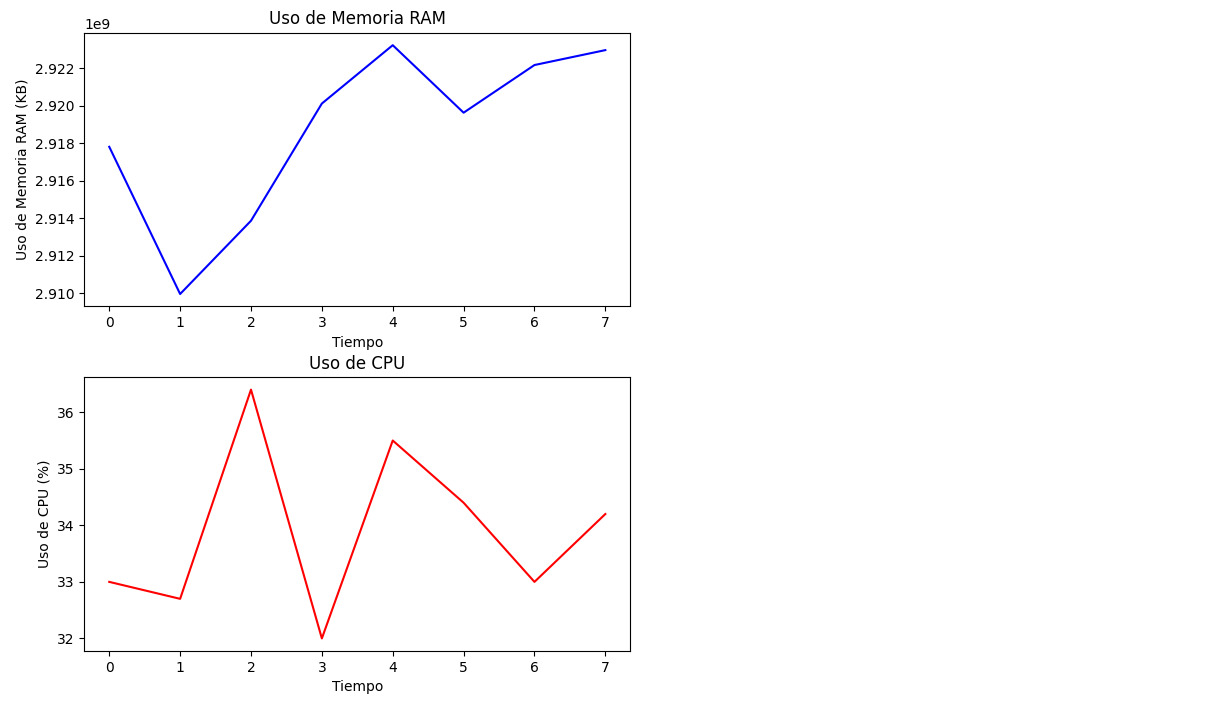 Uso de Memoria RAM
1e9
Uso de Memoria RAM (KB)
2.922
2.920
2.918
2.916
2.914
2.912
2.910
0 1 2 3 4 5 6 7
Tiempo
Uso de CPU
Uso de CPU (%)
36
35
34
33
32
0 1 2 3 4 5 6 7
Tiempo